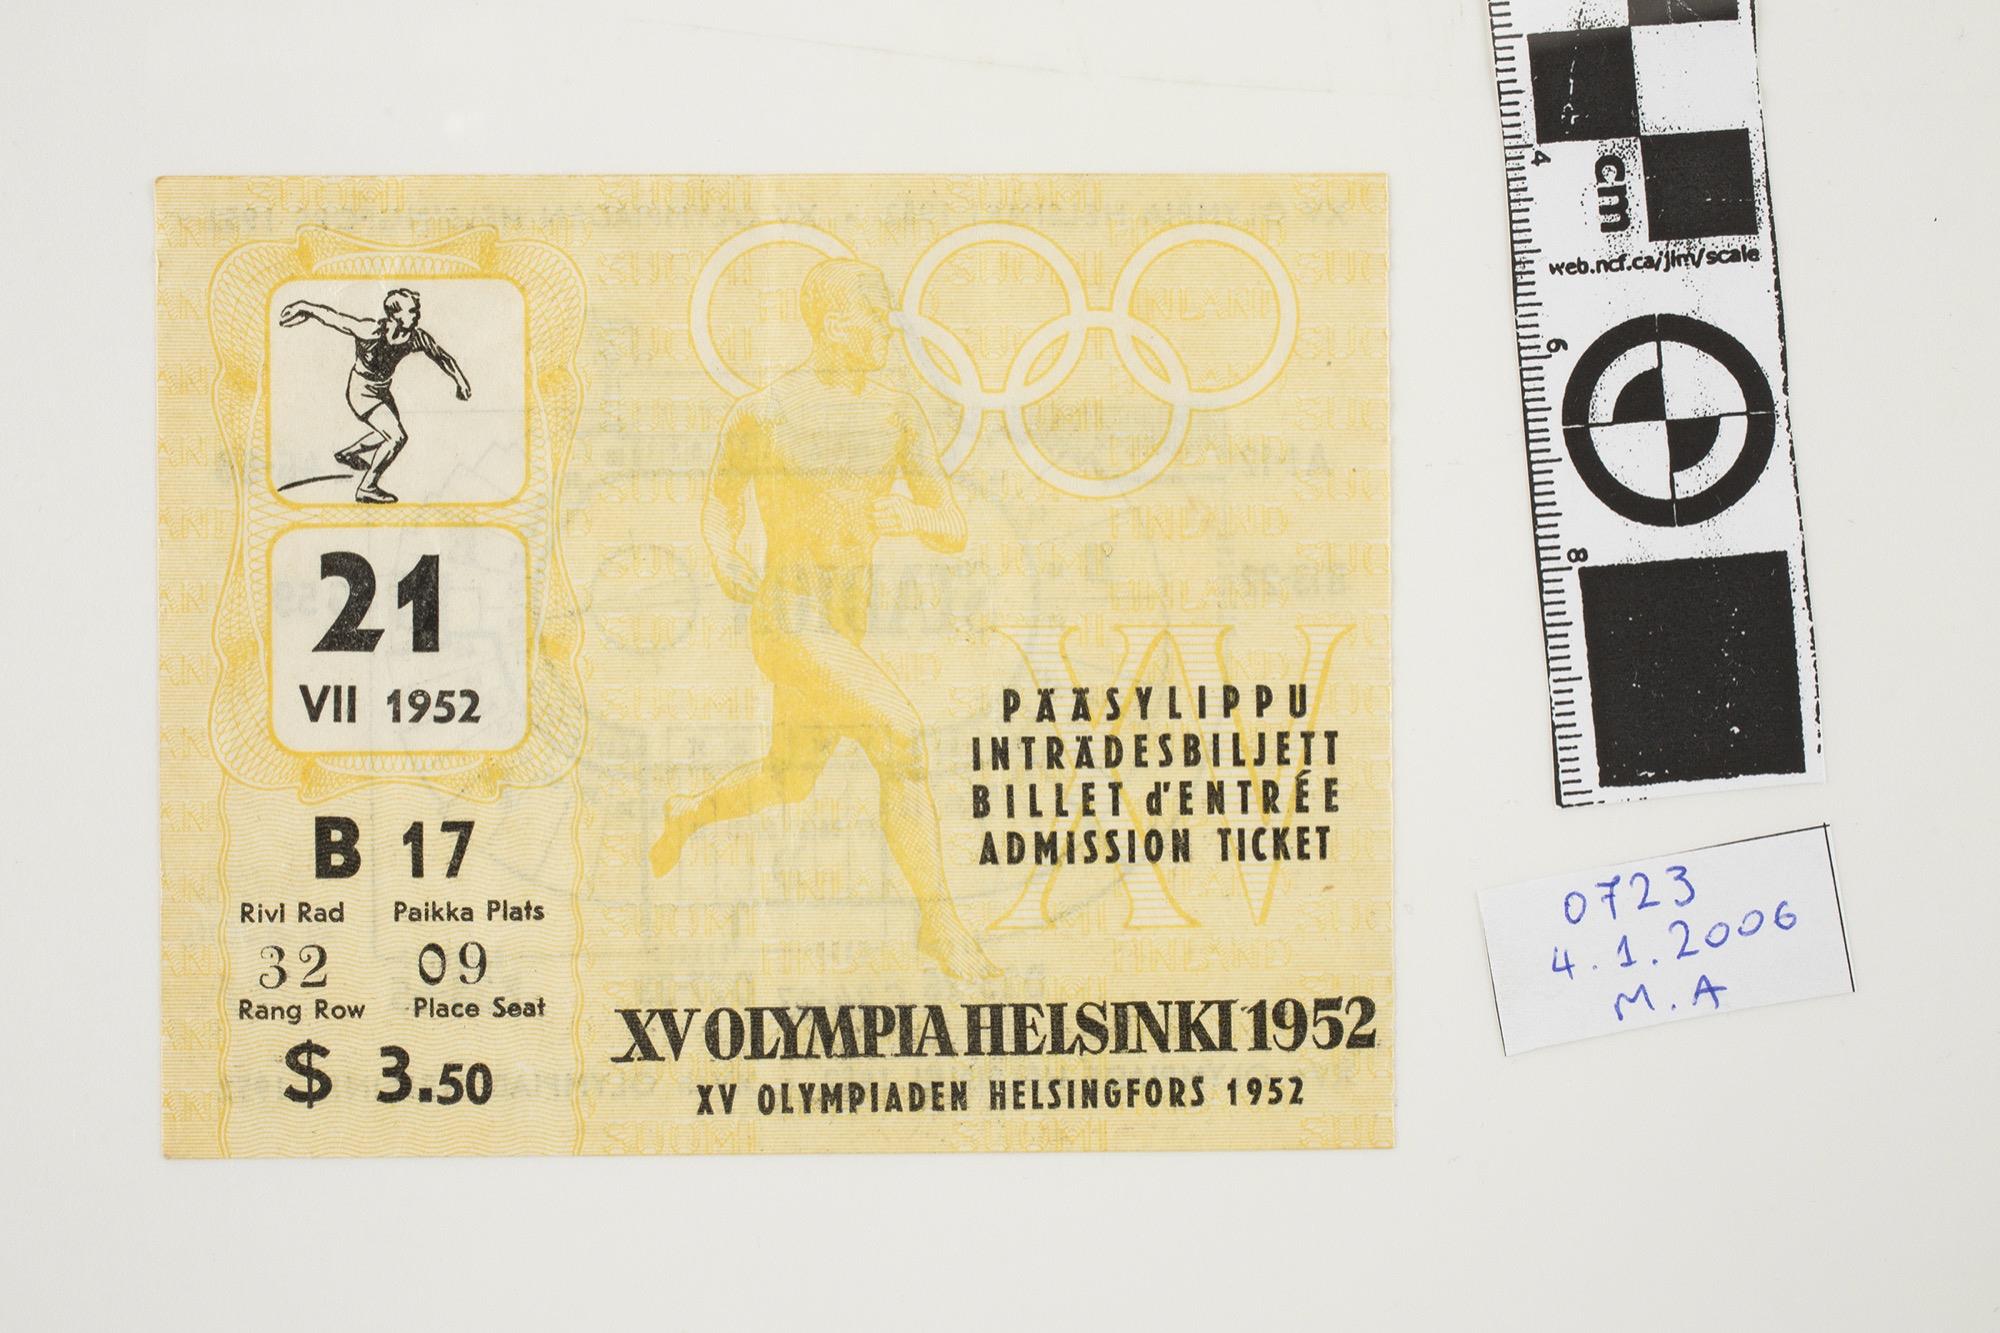 21
VII 1952
B 17
Rivi Rad Paikka Plats
32 09
Rang Row Place Seat
$ 3.50
XV
PÄÄSYLIPPU
INTRÄDESBILJETT
BILLET d'ENTRÉE
ADMISSION TICKET
XV OLYMPIA HELSINKI 1952
XV OLYMPIADEN HELSINGFORS 1952
4
cm
web.ncf.ca/jim/scale
6
8
0723
4.1.2006
M.A